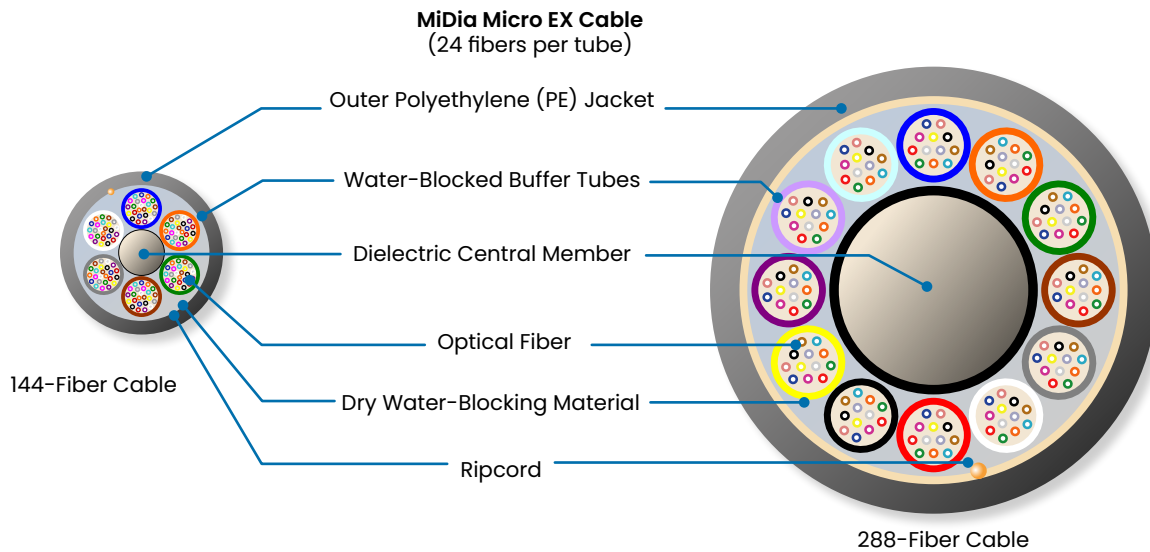 MiDia Micro EX Cable
(24 fibers per tube)
Outer Polyethylene (PE) Jacket
Water-Blocked Buffer Tubes
Dielectric Central Member
Optical Fiber
144-Fiber Cable
Dry Water-Blocking Material
Ripcord
288-Fiber Cable